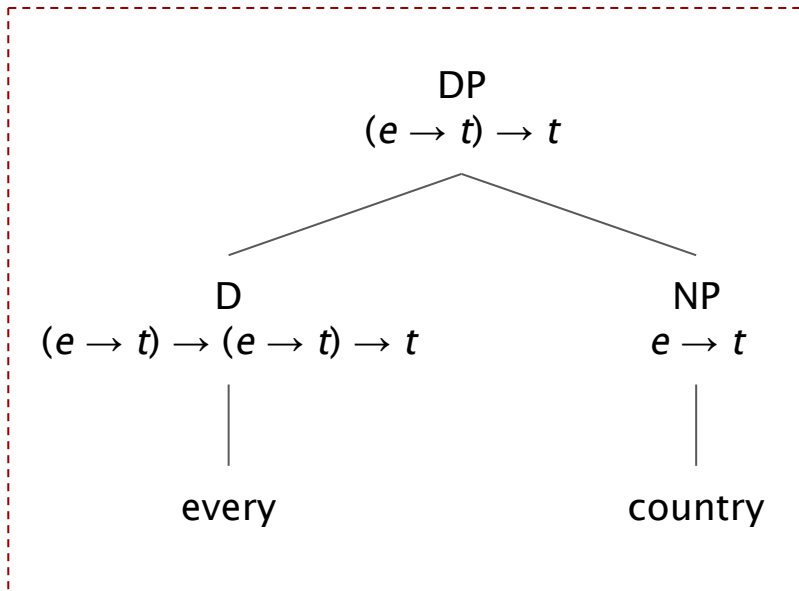 DP
(e → t) → t
D
(e → t) → (e → t) → t
NP
e → t
every
country